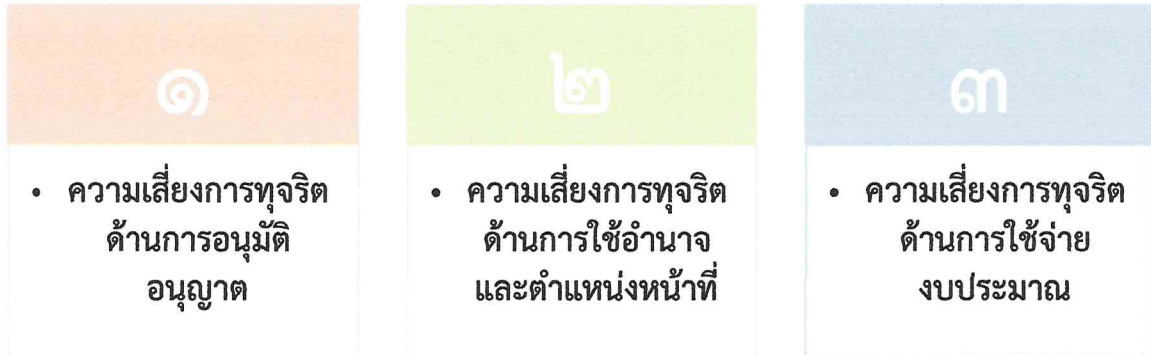 ๑
• ความเสี่ยงการทุจริต
ด้านการอนุมัติ
อนุญาต
๒
• ความเสี่ยงการทุจริต
ด้านการใช้อำนาจ
และตำแหน่งหน้าที่
๓
• ความเสี่ยงการทุจริต
ด้านการใช้จ่าย
งบประมาณ